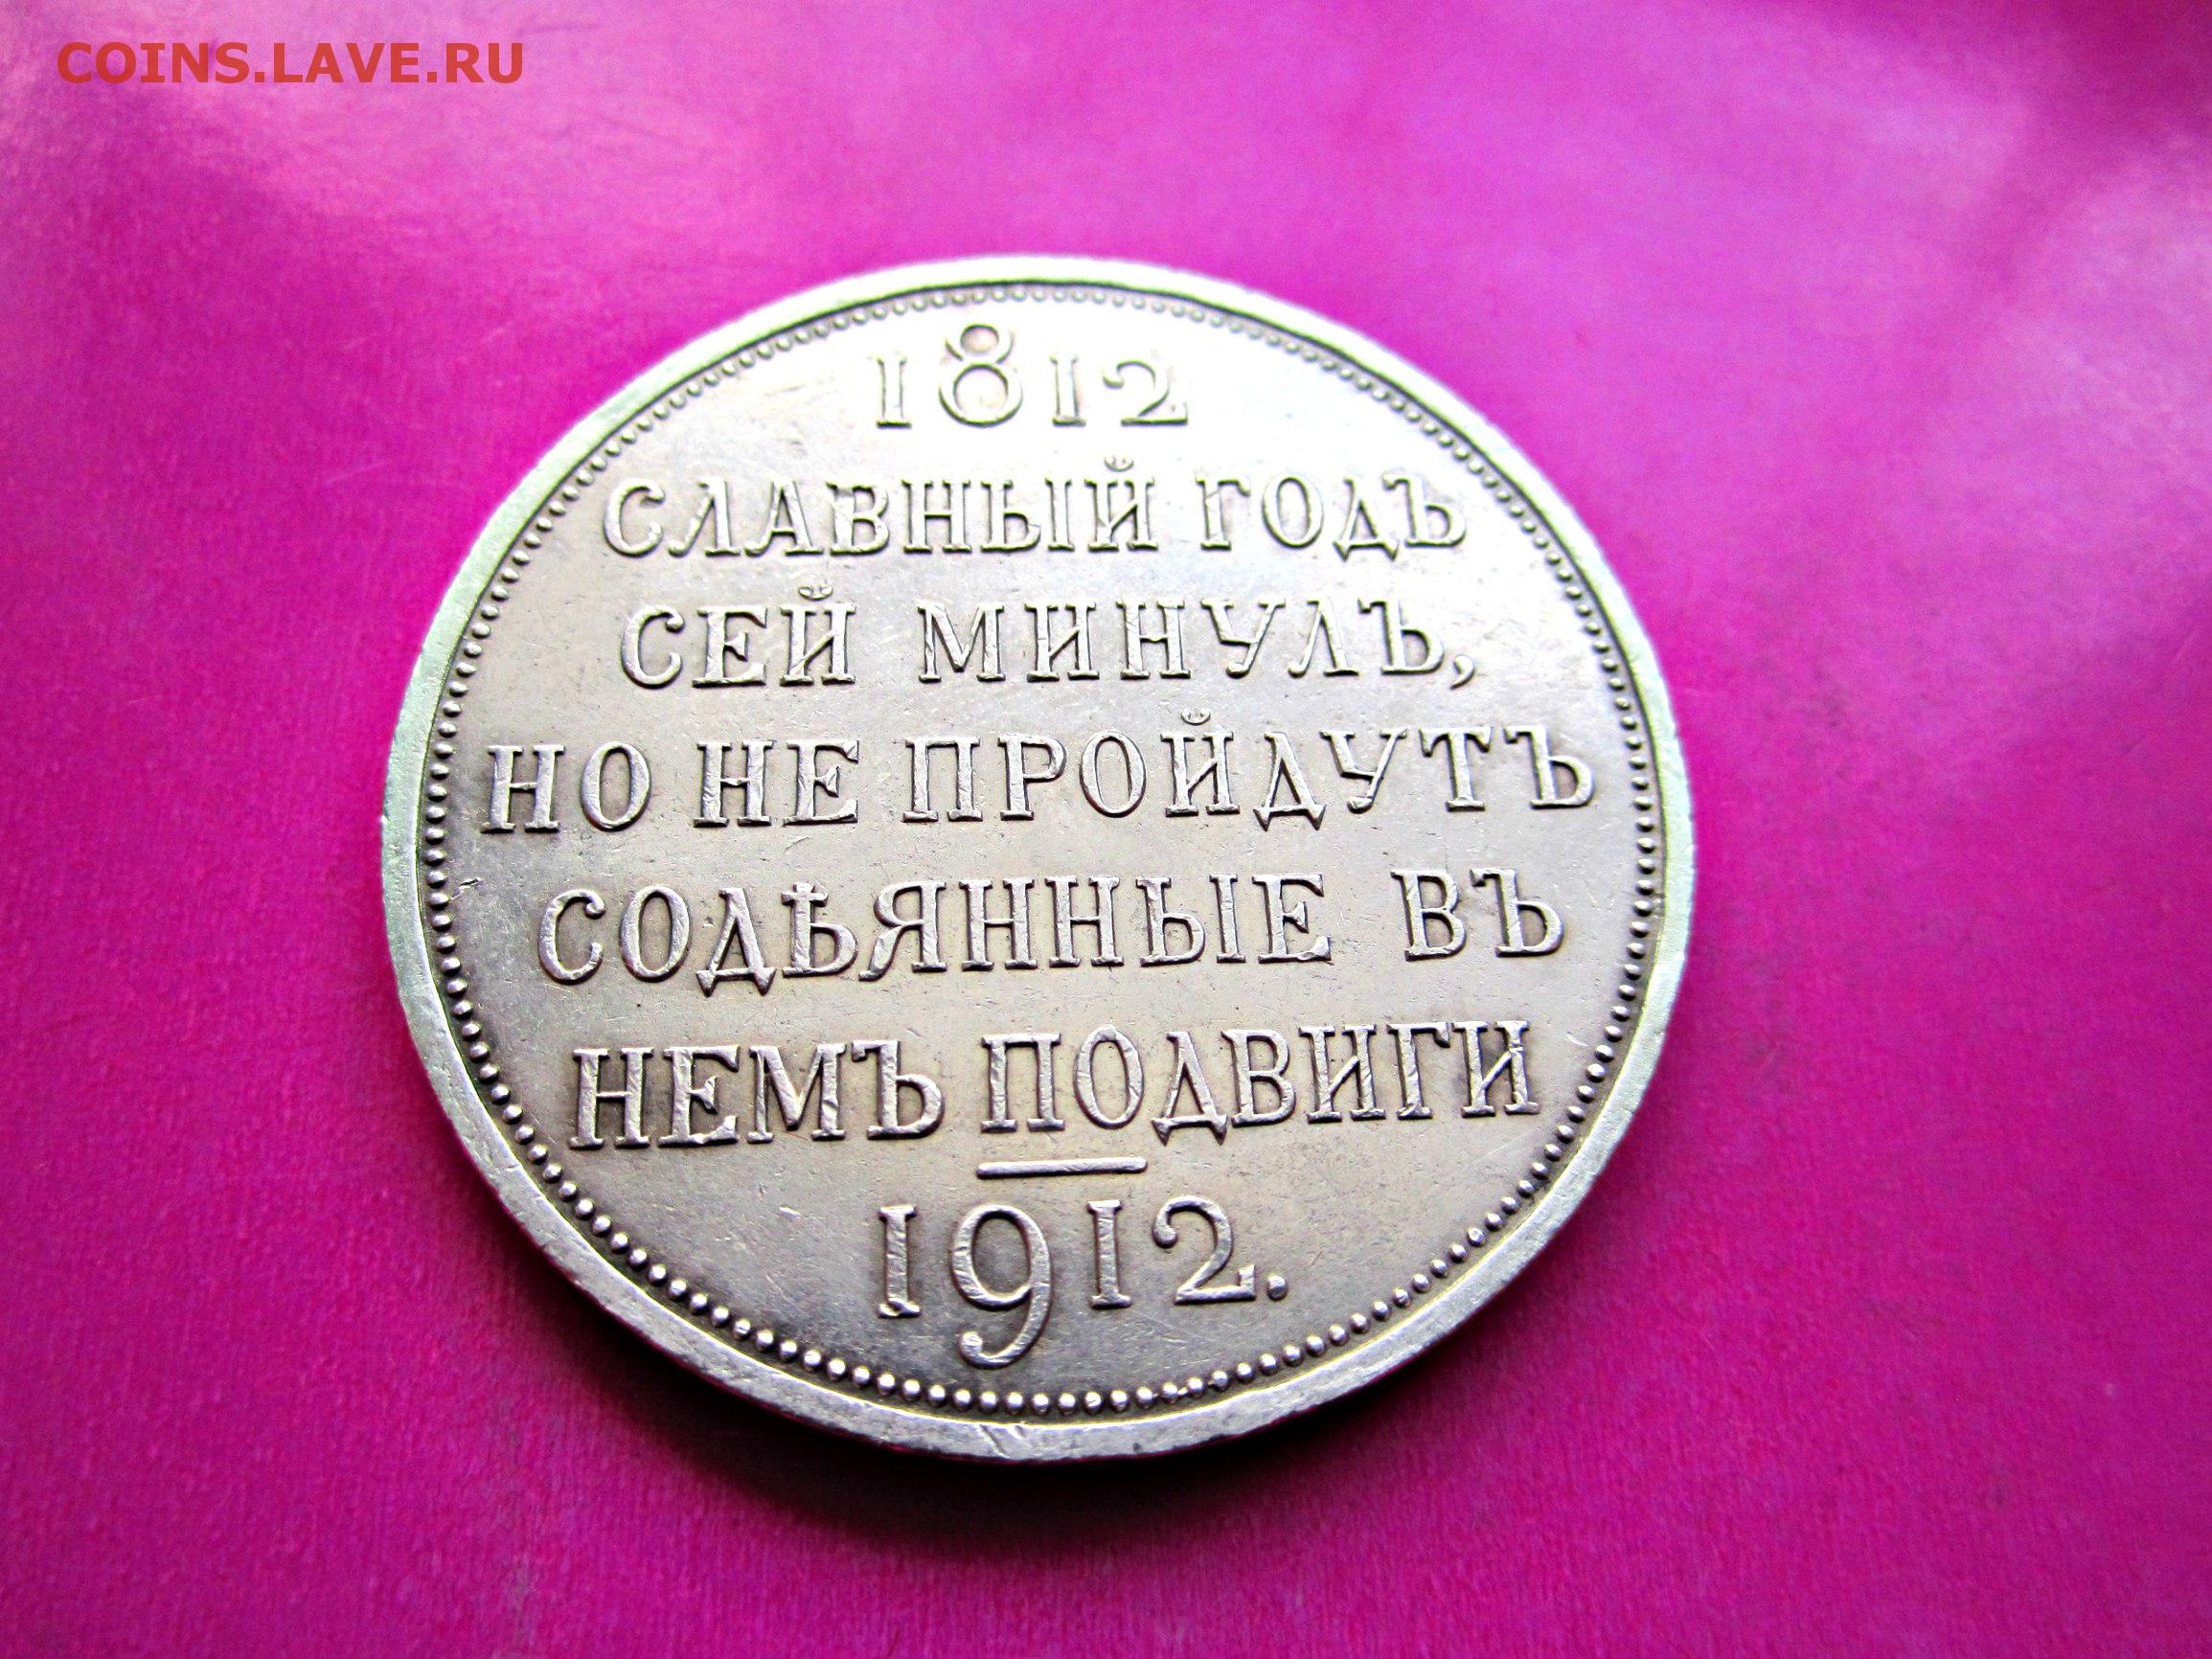 COINS.LAVE.RU
1812
СЛАВНЫЙ ГОДЪ
СЕЙ МИНУЛЪ,
НО НЕ ПРОЙДУТЪ
СОДѢЯННЫЕ ВЪ
НЕМЪ ПОДВИГИ
1912.